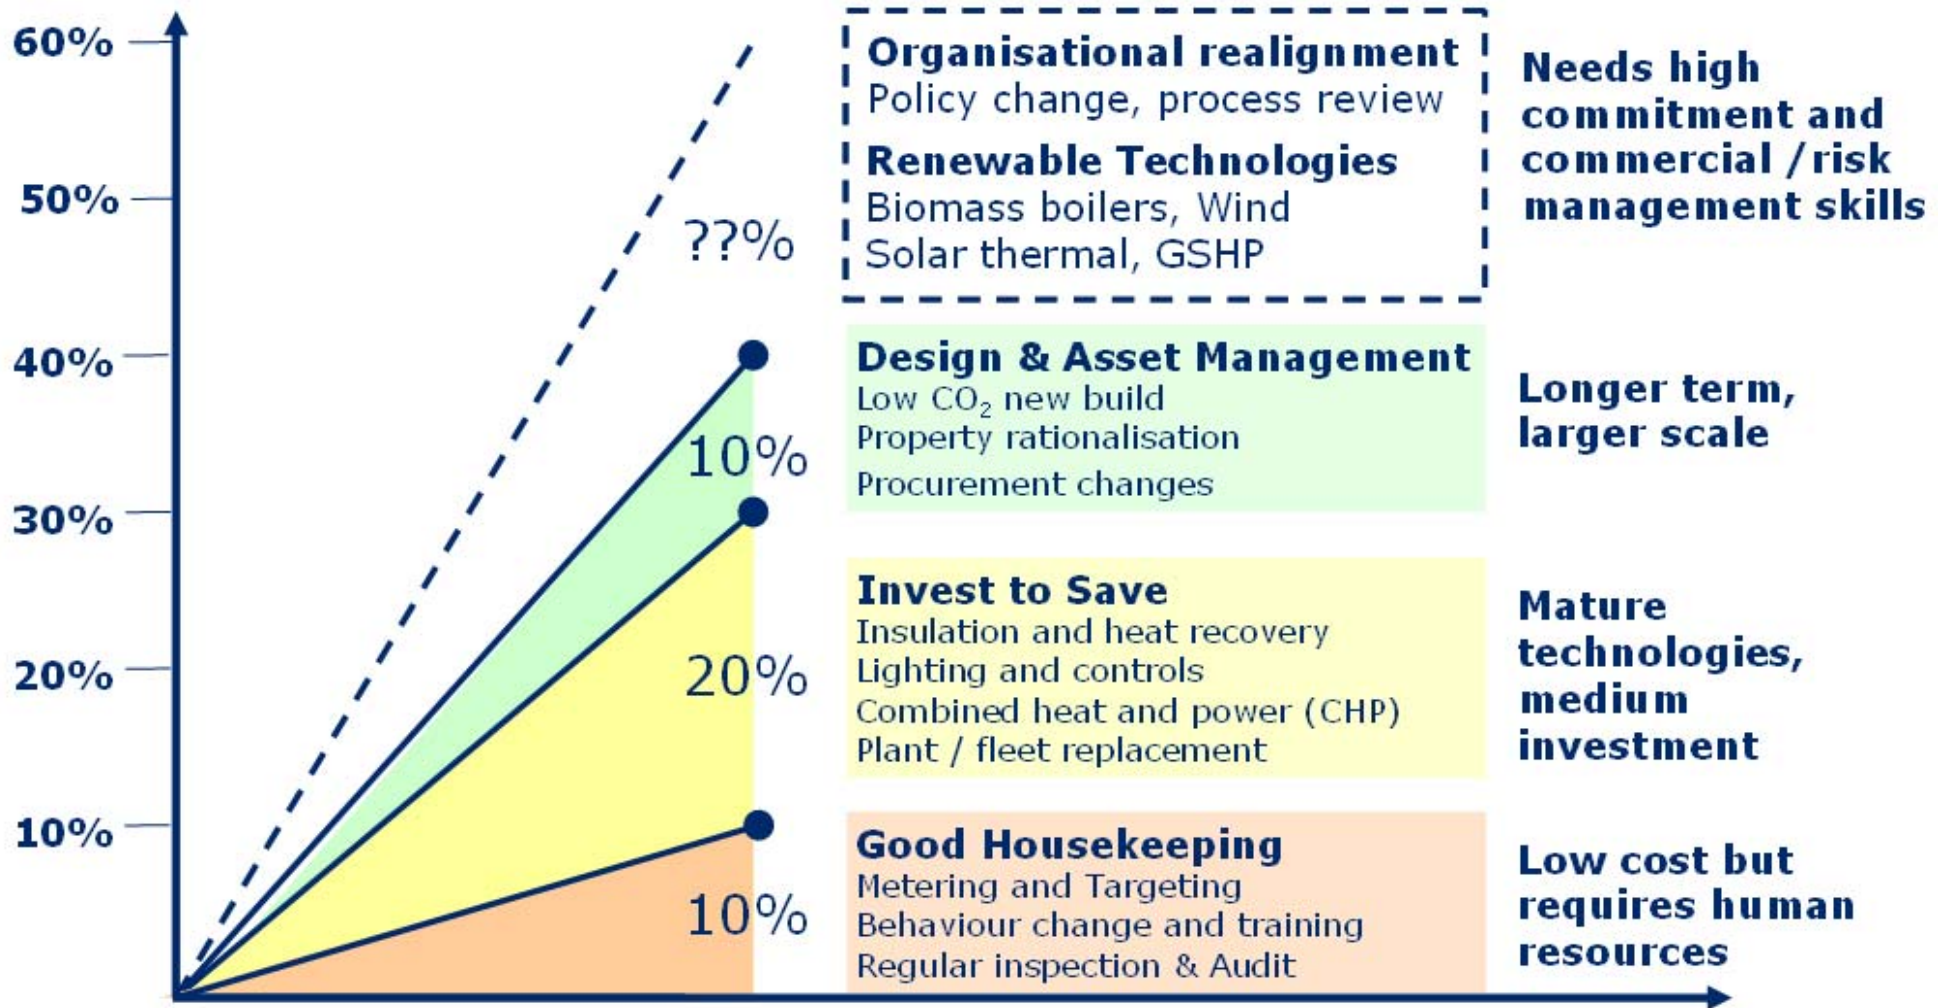 60%
50%
40%
30%
20%
10%
??%
10%
20%
10%
Organisational realignment
Policy change, process review
Renewable Technologies
Biomass boilers, Wind
Solar thermal, GSHP
Needs high
commitment and
commercial /risk
management skills
Design & Asset Management
Low CO₂ new build
Property rationalisation
Procurement changes
Longer term,
larger scale
Invest to Save
Insulation and heat recovery
Lighting and controls
Combined heat and power (CHP)
Plant / fleet replacement
Mature
technologies,
medium
investment
Good Housekeeping
Metering and Targeting
Behaviour change and training
Regular inspection & Audit
Low cost but
requires human
resources